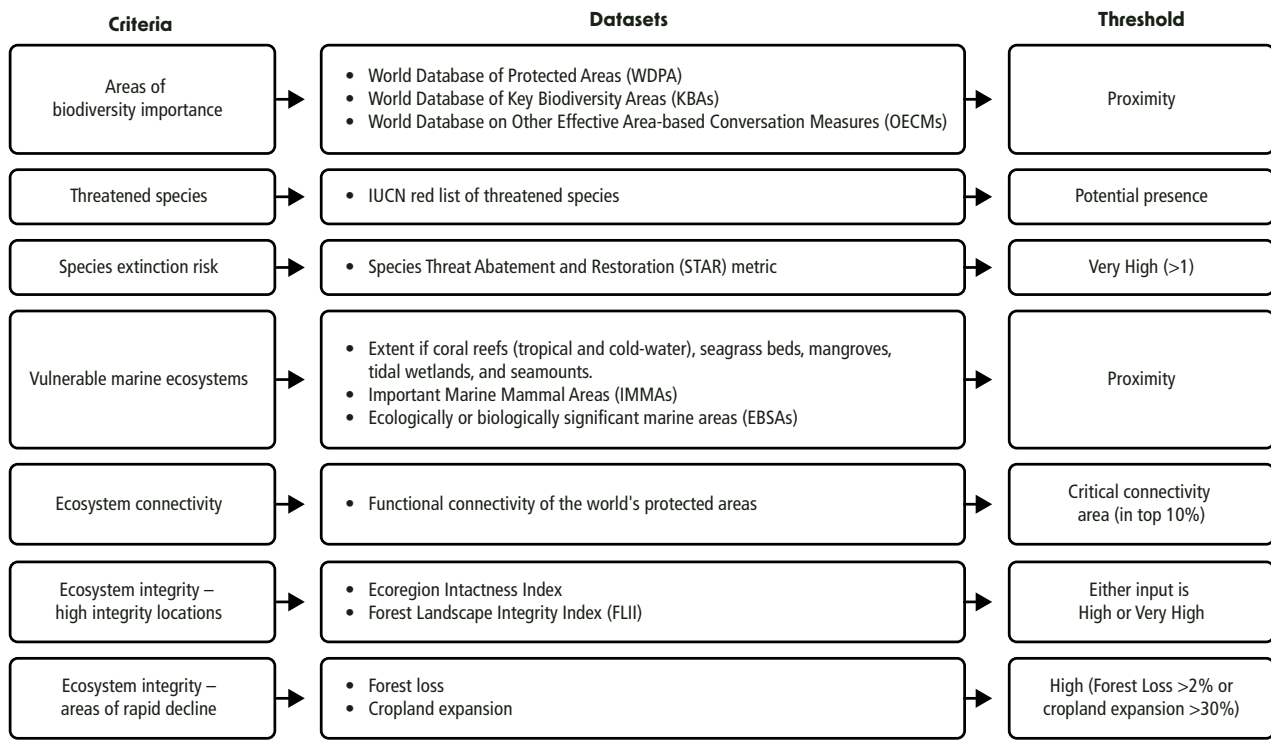 Criteria
Datasets
Threshold
Areas of
biodiversity importance
• World Database of Protected Areas (WDPA)
• World Database of Key Biodiversity Areas (KBAs)
• World Database on Other Effective Area-based Conversation Measures (OECMs)
Proximity
Threatened species
• IUCN red list of threatened species
Potential presence
Species extinction risk
• Species Threat Abatement and Restoration (STAR) metric
Very High (>1)
Vulnerable marine ecosystems
• Extent if coral reefs (tropical and cold-water), seagrass beds, mangroves,
tidal wetlands, and seamounts.
• Important Marine Mammal Areas (IMMAs)
• Ecologically or biologically significant marine areas (EBSAs)
Proximity
Ecosystem connectivity
• Functional connectivity of the world's protected areas
Critical connectivity
area (in top 10%)
Ecosystem integrity –
high integrity locations
• Ecoregion Intactness Index
• Forest Landscape Integrity Index (FLII)
Either input is
High or Very High
Ecosystem integrity –
areas of rapid decline
• Forest loss
• Cropland expansion
High (Forest Loss >2% or
cropland expansion >30%)